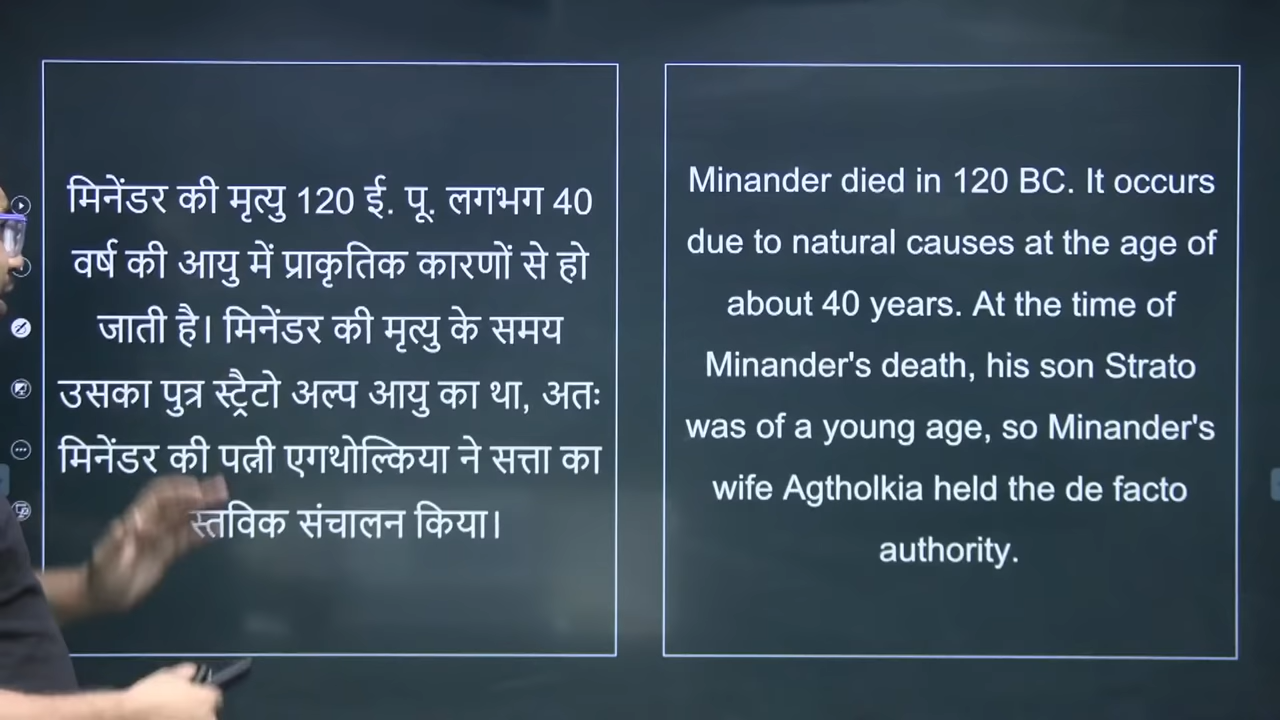 मिनेंडर की मृत्यु 120 ई. पू. लगभग 40
वर्ष की आयु में प्राकृतिक कारणों से हो
जाती है। मिनेंडर की मृत्यु के समय
उसका पुत्र स्ट्रैटो अल्प आयु का था, अतः
मिनेंडर की पत्नी एगथोल्किया ने सत्ता का
संचालन किया।
Minander died in 120 BC. It occurs
due to natural causes at the age of
about 40 years. At the time of
Minander's death, his son Strato
was of a young age, so Minander's
wife Agtholkia held the de facto
authority.